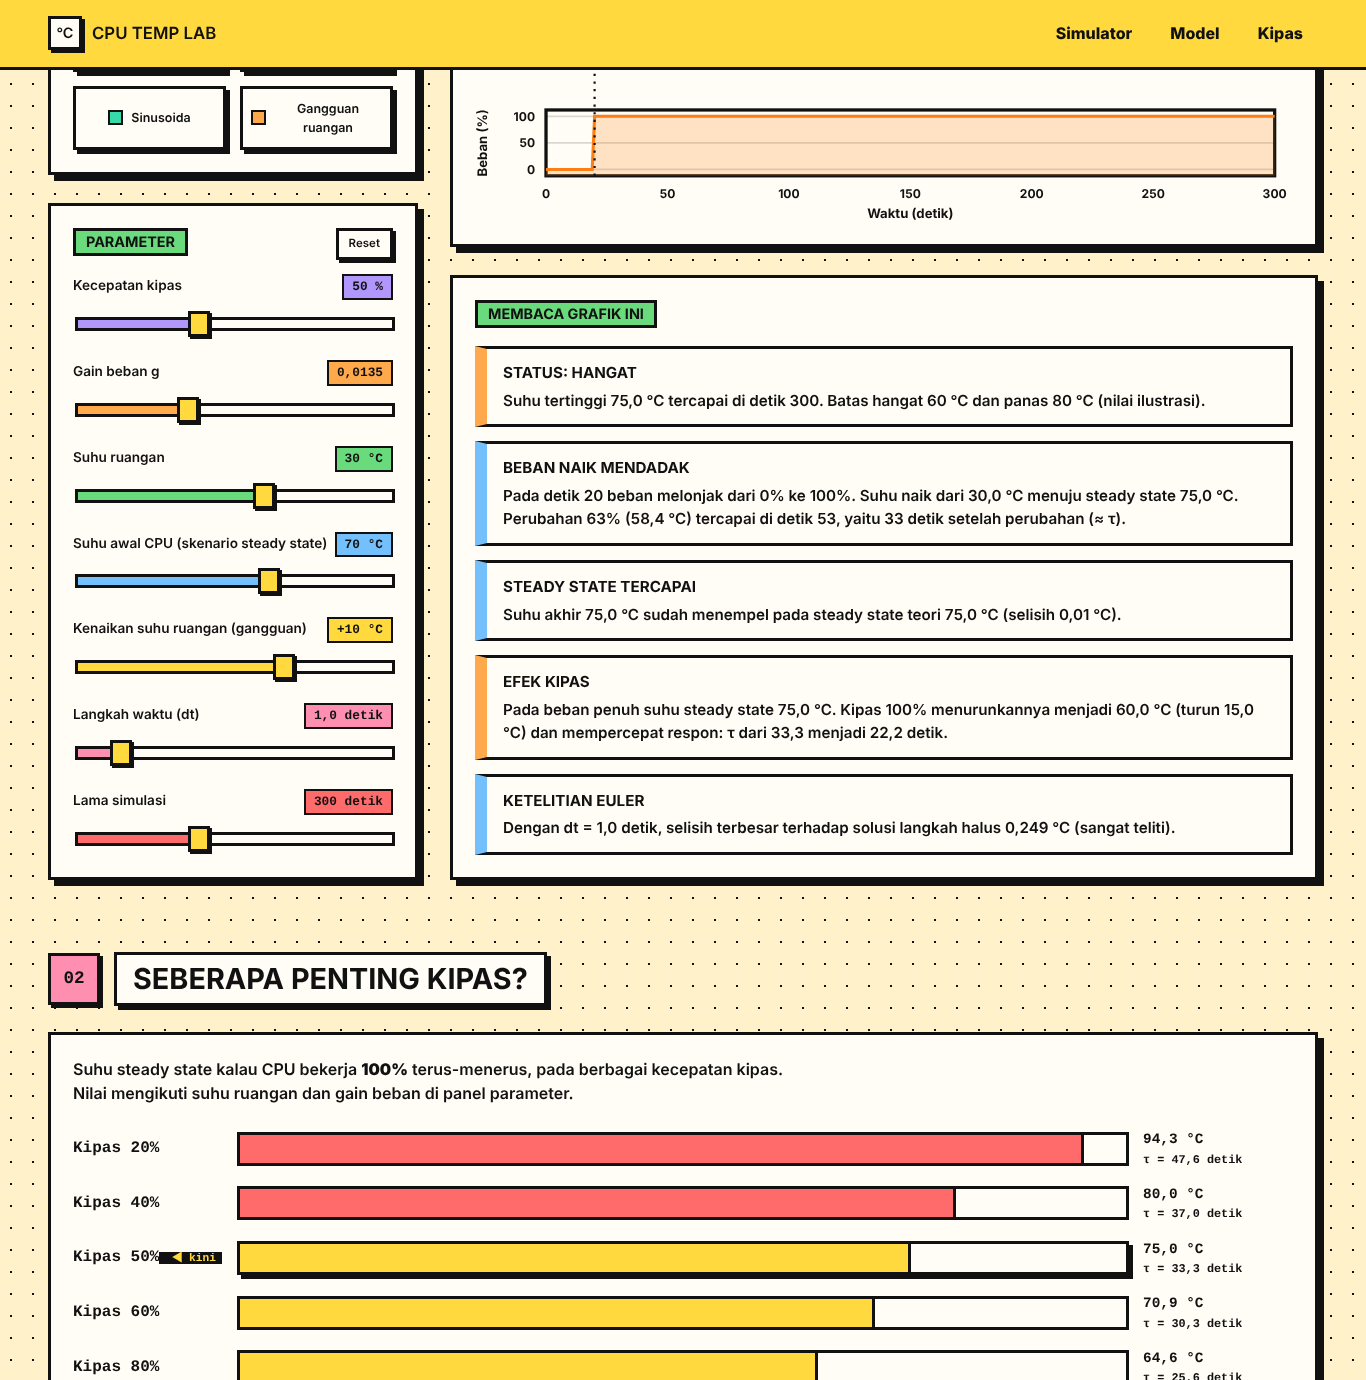 °C CPU TEMP LAB
Simulator Model Kipas
Sinusoida
Gangguan
ruangan
PARAMETER
Reset
Kecepatan kipas
50 %
Gain beban g
0,0135
Suhu ruangan
30 °C
Suhu awal CPU (skenario steady state)
70 °C
Kenaikan suhu ruangan (gangguan)
+10 °C
Langkah waktu (dt)
1,0 detik
Lama simulasi
300 detik
Beban (%)
100
50
0
0 50 100 150 200 250 300
Waktu (detik)
MEMBACA GRAFIK INI
STATUS: HANGAT
Suhu tertinggi 75,0 °C tercapai di detik 300. Batas hangat 60 °C dan panas 80 °C (nilai ilustrasi).
BEBAN NAIK MENDADAK
Pada detik 20 beban melonjak dari 0% ke 100%. Suhu naik dari 30,0 °C menuju steady state 75,0 °C.
Perubahan 63% (58,4 °C) tercapai di detik 53, yaitu 33 detik setelah perubahan (≈ τ).
STEADY STATE TERCAPAI
Suhu akhir 75,0 °C sudah menempel pada steady state teori 75,0 °C (selisih 0,01 °C).
EFEK KIPAS
Pada beban penuh suhu steady state 75,0 °C. Kipas 100% menurunkannya menjadi 60,0 °C (turun 15,0
°C) dan mempercepat respon: τ dari 33,3 menjadi 22,2 detik.
KETELITIAN EULER
Dengan dt = 1,0 detik, selisih terbesar terhadap solusi langkah halus 0,249 °C (sangat teliti).
02
SEBERAPA PENTING KIPAS?
Suhu steady state kalau CPU bekerja 100% terus-menerus, pada berbagai kecepatan kipas.
Nilai mengikuti suhu ruangan dan gain beban di panel parameter.
Kipas 20%
94,3 °C
τ = 47,6 detik
Kipas 40%
80,0 °C
τ = 37,0 detik
Kipas 50% ◀ kini
75,0 °C
τ = 33,3 detik
Kipas 60%
70,9 °C
τ = 30,3 detik
Kipas 80%
64,6 °C
τ = 25,6 detik